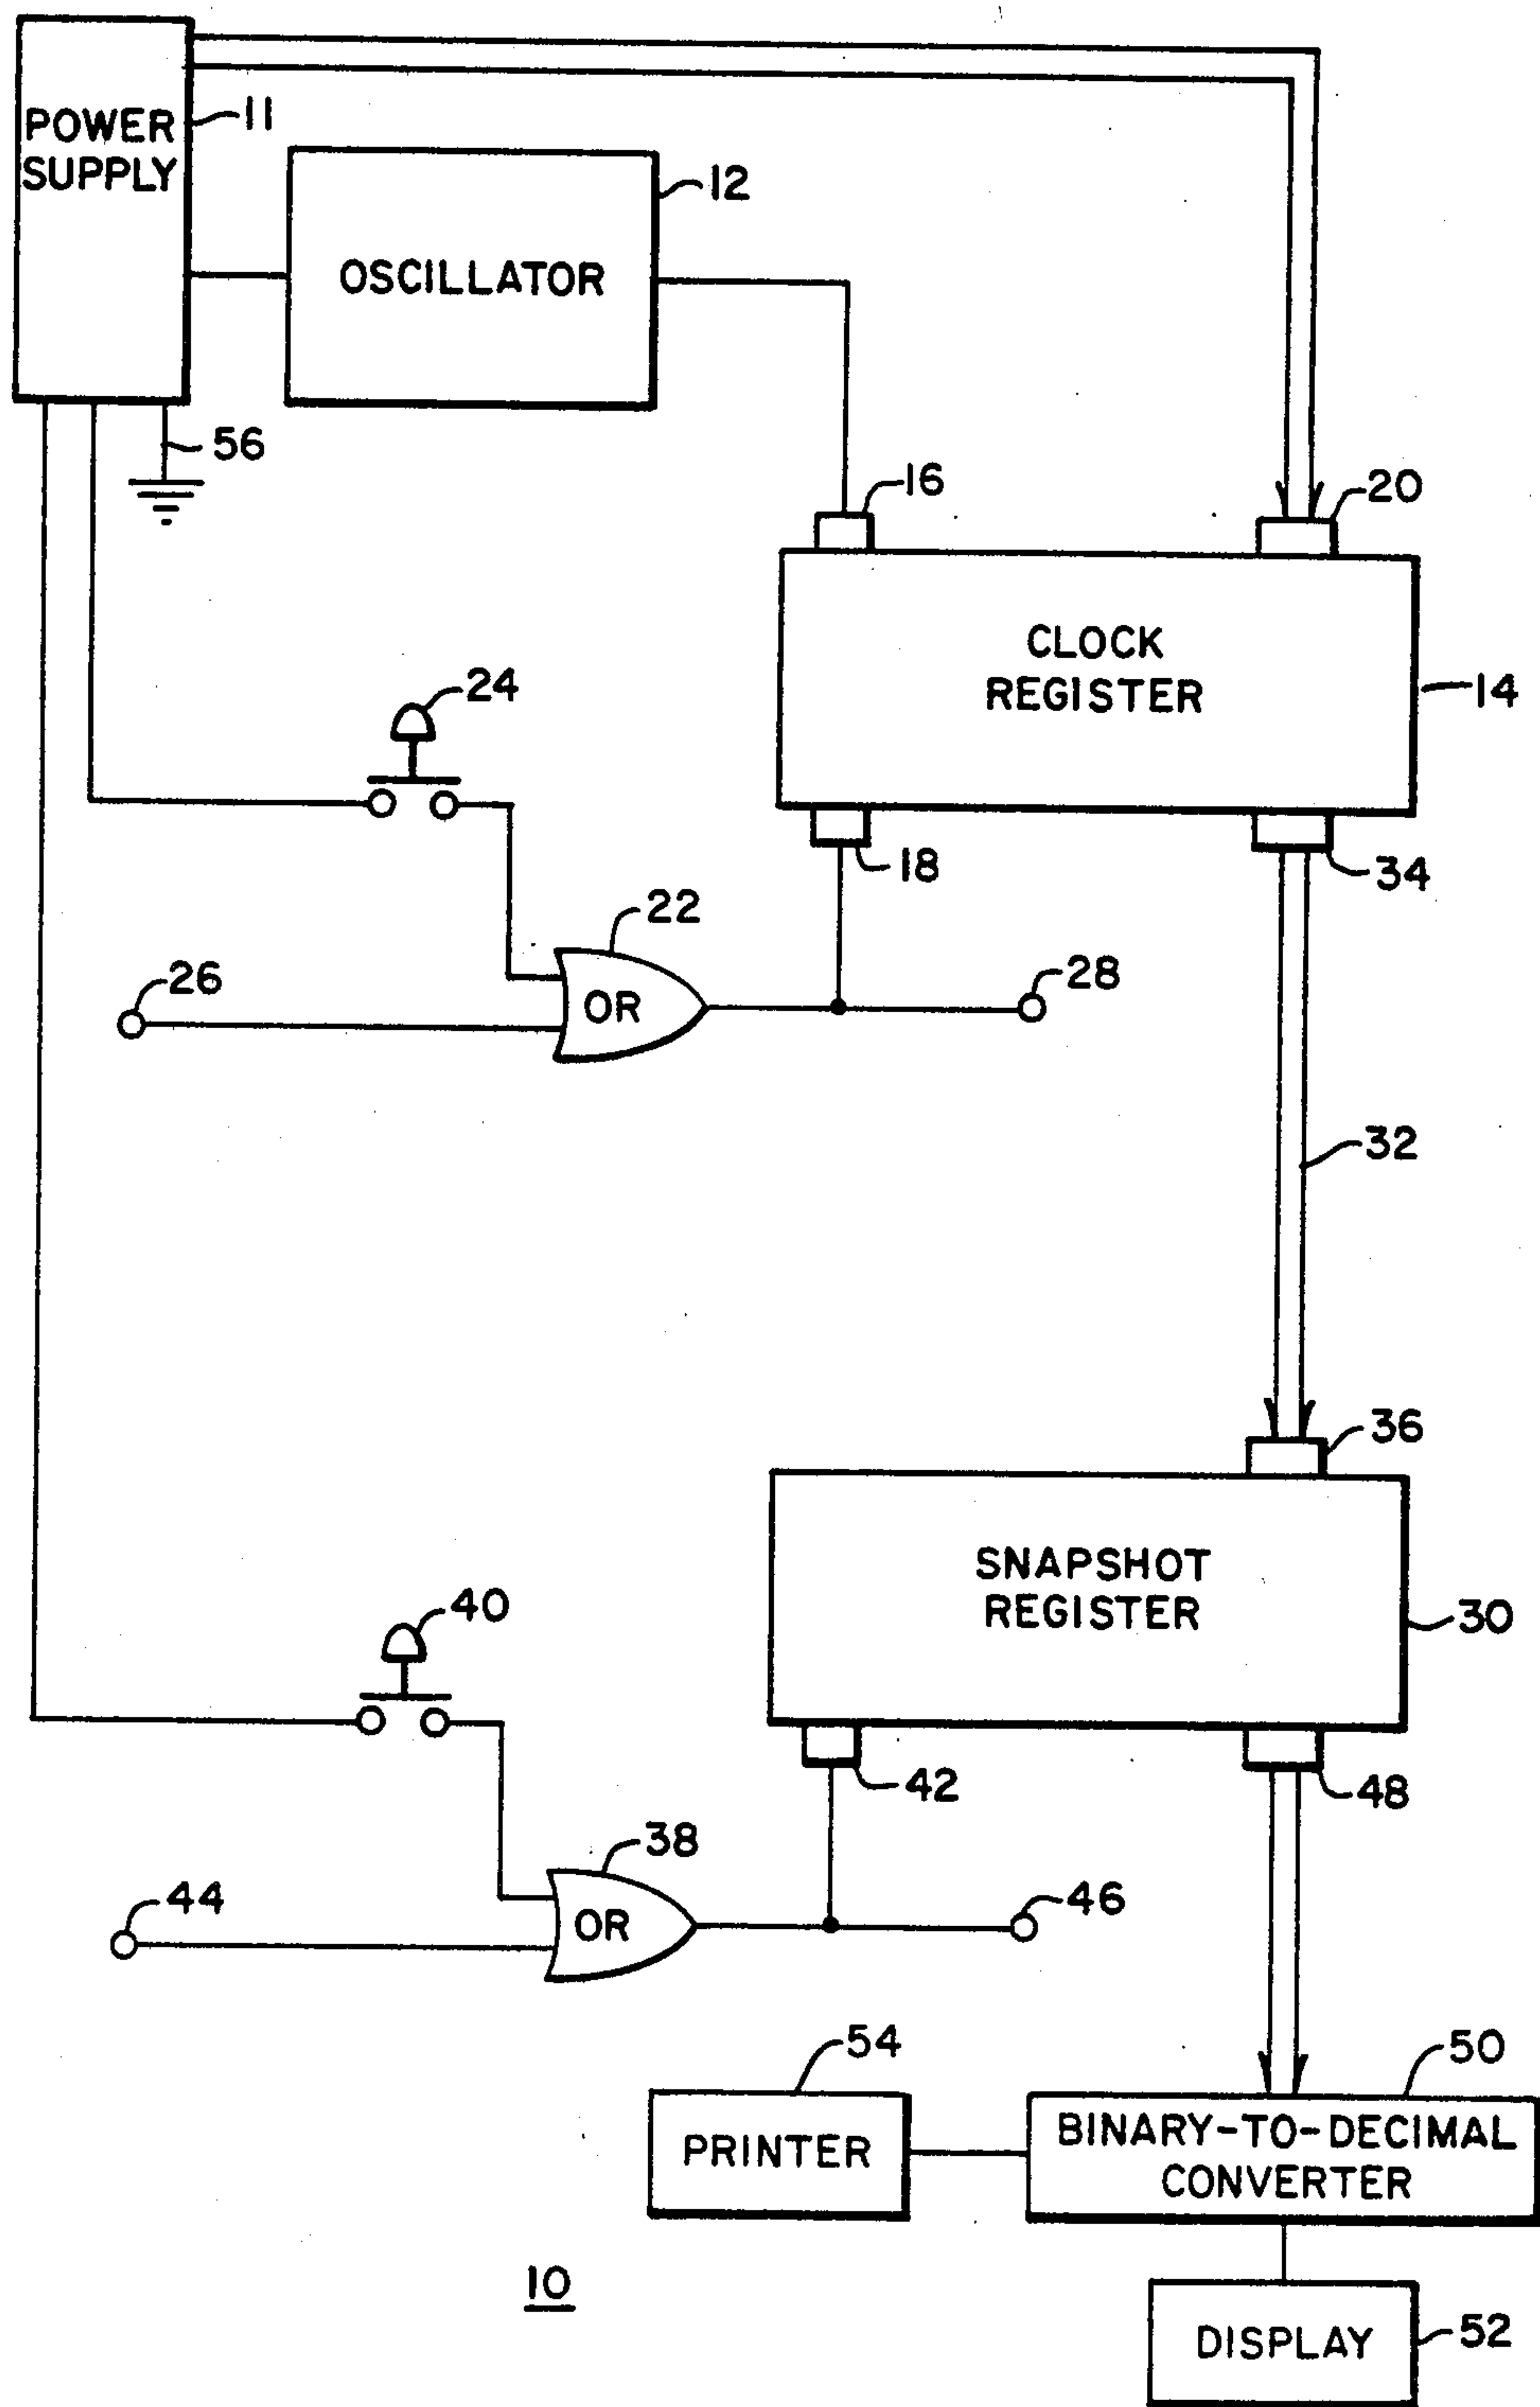 POWER
SUPPLY
11
12
OSCILLATOR
56
16
20
CLOCK
REGISTER
14
24
18
34
22
26
OR
28
32
36
SNAPSHOT
REGISTER
30
40
42
48
38
44
OR
46
54
50
PRINTER
BINARY-TO-DECIMAL
CONVERTER
10
DISPLAY
52